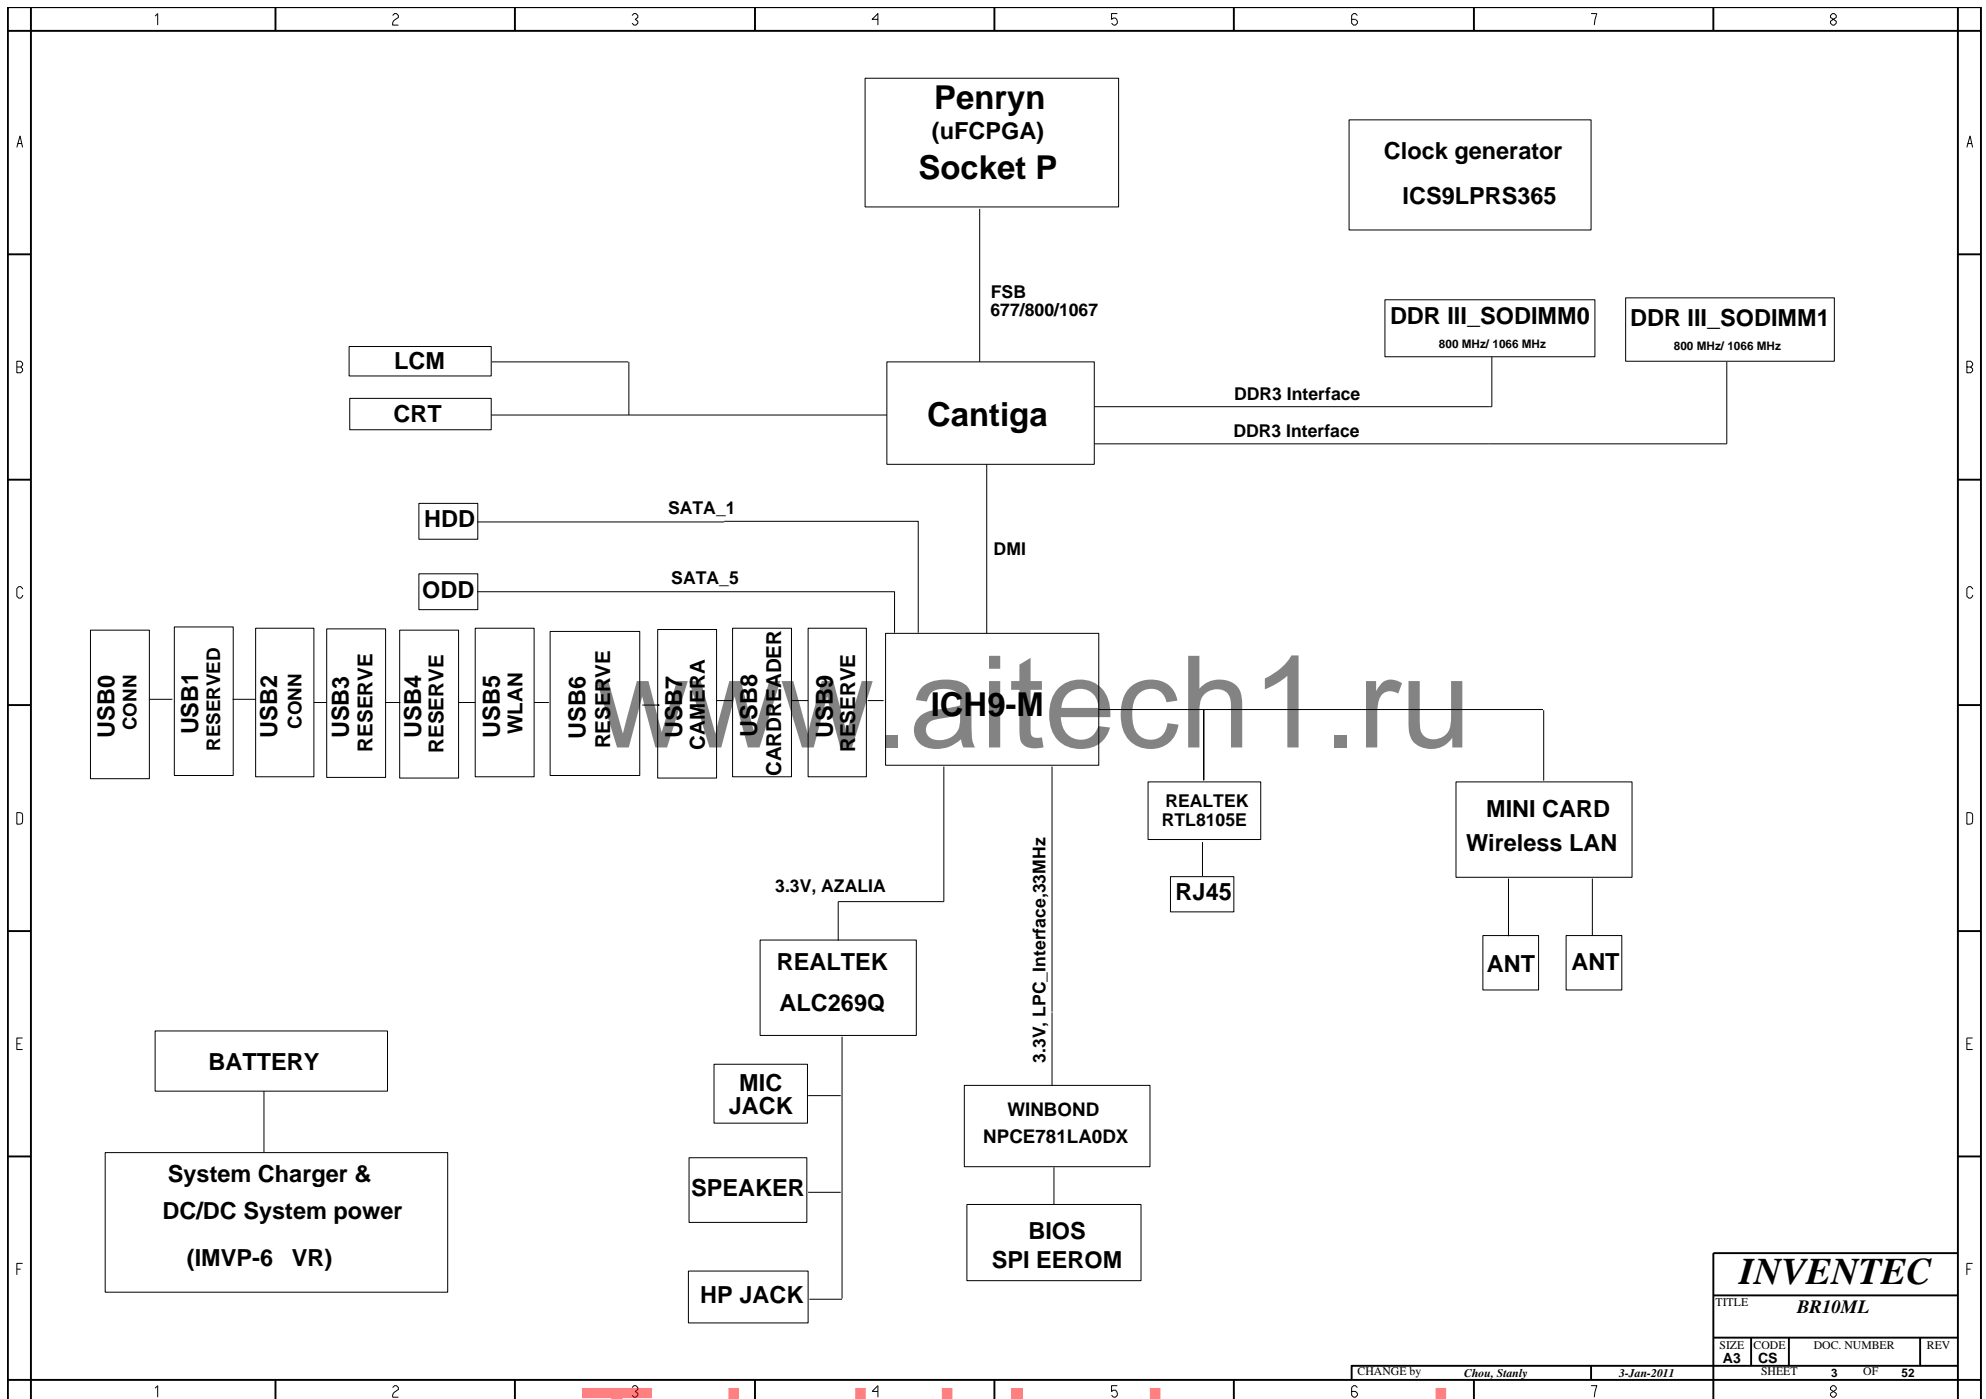 1 2 3 4 5 6 7 8
A A
Penryn
(uFCPGA)
Socket P
Clock generator
ICS9LPRS365
FSB
677/800/1067
DDR III_SODIMM0
800 MHz/ 1066 MHz
DDR III_SODIMM1
800 MHz/ 1066 MHz
B B
LCM
CRT
Cantiga
DDR3 Interface
DDR3 Interface
HDD
SATA_1
DMI
ODD
SATA_5
C C
USB0
CONN
USB1
RESERVED
USB2
CONN
USB3
RESERVE
USB4
RESERVE
USB5
WLAN
USB6
RESERVE
USB7
CAMERA
USB8
CARDREADER
USB9
RESERVE
ICH9-M
www.aitech1.ru
D D
REALTEK
RTL8105E
RJ45
MINI CARD
Wireless LAN
ANT
ANT
3.3V, AZALIA
3.3V, LPC_Interface,33MHz
REALTEK
ALC269Q
E E
BATTERY
MIC
JACK
WINBOND
NPCE781LA0DX
System Charger &
DC/DC System power
(IMVP-6 VR)
SPEAKER
BIOS
SPI EEROM
HP JACK
F F
INVENTEC
TITLE
BR10ML
SIZE CODE DOC. NUMBER REV
A3 CS
CHANGE by Chou, Stanly 3-Jan-2011 SHEET 3 OF 52
1 2 3 4 5 6 7 8